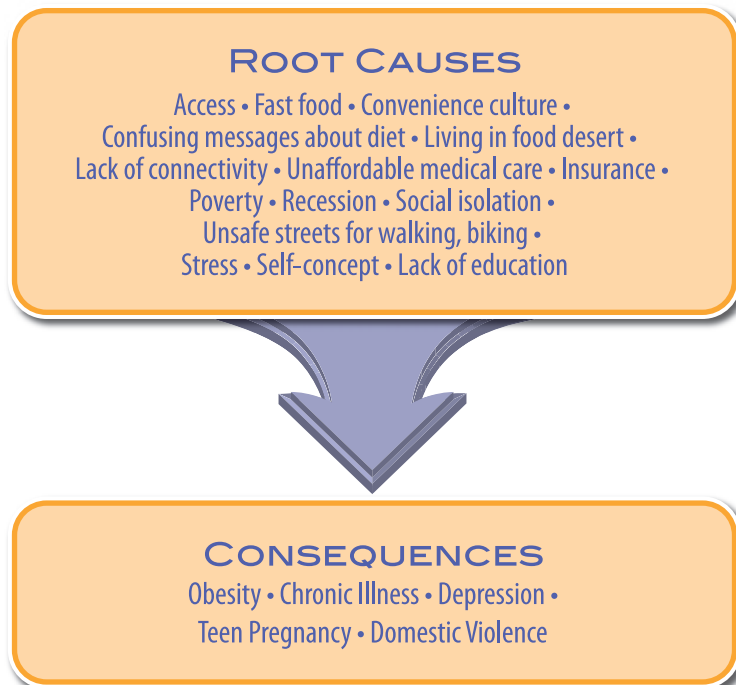 ROOT CAUSES
Access • Fast food • Convenience culture •
Confusing messages about diet • Living in food desert •
Lack of connectivity • Unaffordable medical care • Insurance •
Poverty • Recession • Social isolation •
Unsafe streets for walking, biking •
Stress • Self-concept • Lack of education
CONSEQUENCES
Obesity • Chronic Illness • Depression •
Teen Pregnancy • Domestic Violence